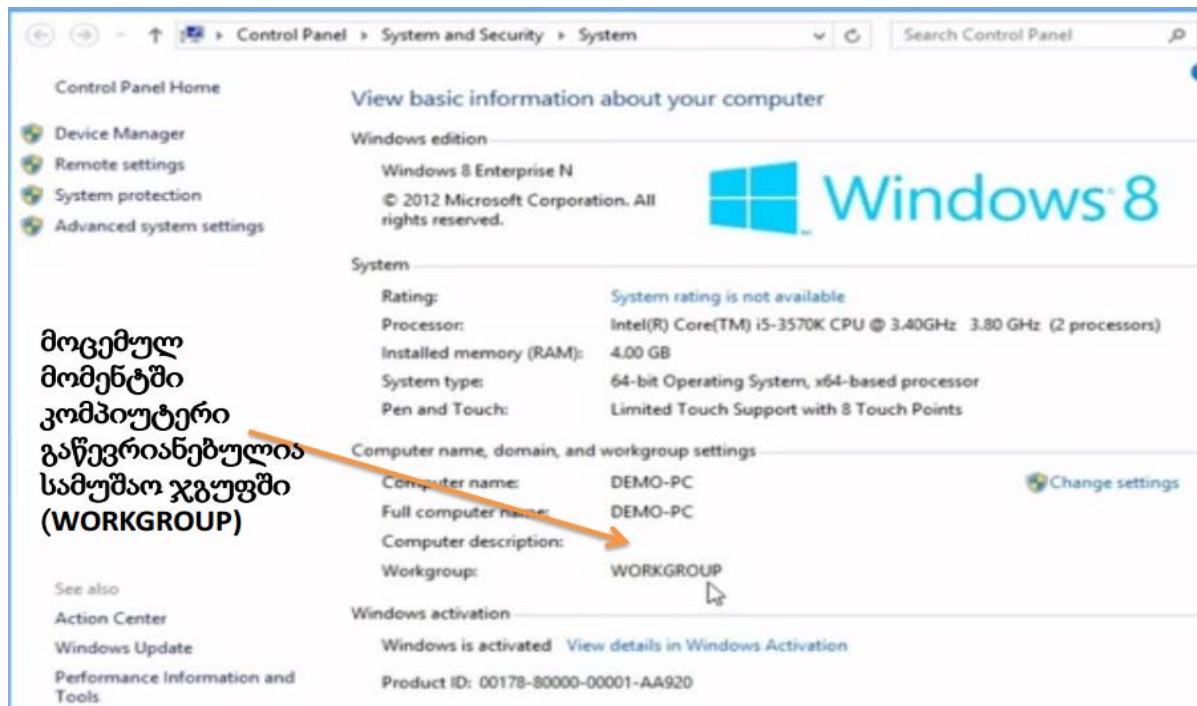 Control Panel ▸ System and Security ▸ System
Search Control Panel
Control Panel Home
Device Manager
Remote settings
System protection
Advanced system settings
მოცემულ
მომენტში
კომპიუტერი
გაწევრიანებულია
სამუშაო ჯგუფში
(WORKGROUP)
See also
Action Center
Windows Update
Performance Information and
Tools
View basic information about your computer
Windows edition
Windows 8 Enterprise N
© 2012 Microsoft Corporation. All
rights reserved.
Windows 8
System
Rating: System rating is not available
Processor: Intel(R) Core(TM) i5-3570K CPU @ 3.40GHz 3.80 GHz (2 processors)
Installed memory (RAM): 4.00 GB
System type: 64-bit Operating System, x64-based processor
Pen and Touch: Limited Touch Support with 8 Touch Points
Computer name, domain, and workgroup settings
Computer name: DEMO-PC
Change settings
Full computer name: DEMO-PC
Computer description:
Workgroup: WORKGROUP
Windows activation
Windows is activated View details in Windows Activation
Product ID: 00178-80000-00001-AA920